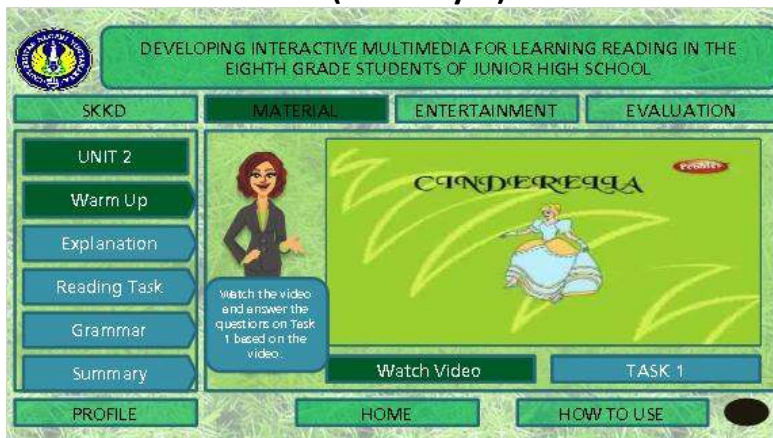 DEVELOPING INTERACTIVE MULTIMEDIA FOR LEARNING READING IN THE
EIGHTH GRADE STUDENTS OF JUNIOR HIGH SCHOOL
SKKD
MATERIAL
ENTERTAINMENT
EVALUATION
UNIT 2
Warm Up
Explanation
Reading Task
Grammar
Summary
Watch the video
and answer the
questions on Task
1 based on the
video.
CINDERELLA
Pebbles
Watch Video
TASK 1
PROFILE
HOME
HOW TO USE